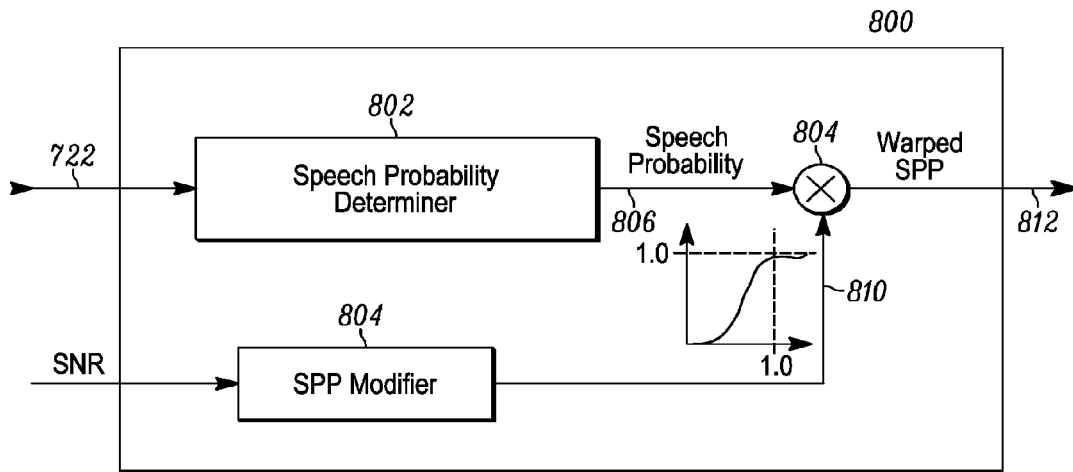 800
802
722
Speech Probability
Determiner
Speech
Probability
806
804
Warped
SPP
812
1.0
1.0
810
804
SNR
SPP Modifier